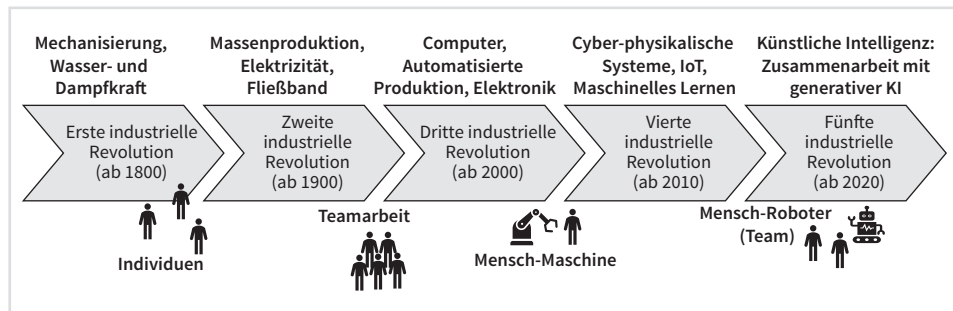 Mechanisierung,
Wasser- und
Dampfkraft
Massenproduktion,
Elektrizität,
Fließband
Computer,
Automatisierte
Produktion, Elektronik
Cyber-physikalische
Systeme, IoT,
Maschinelles Lernen
Künstliche Intelligenz:
Zusammenarbeit mit
generativer KI
Erste industrielle
Revolution
(ab 1800)
Zweite
industrielle
Revolution
(ab 1900)
Dritte industrielle
Revolution
(ab 2000)
Vierte
industrielle
Revolution
(ab 2010)
Fünfte
industrielle
Revolution
(ab 2020)
Individuen
Teamarbeit
Mensch-Maschine
Mensch-Roboter
(Team)